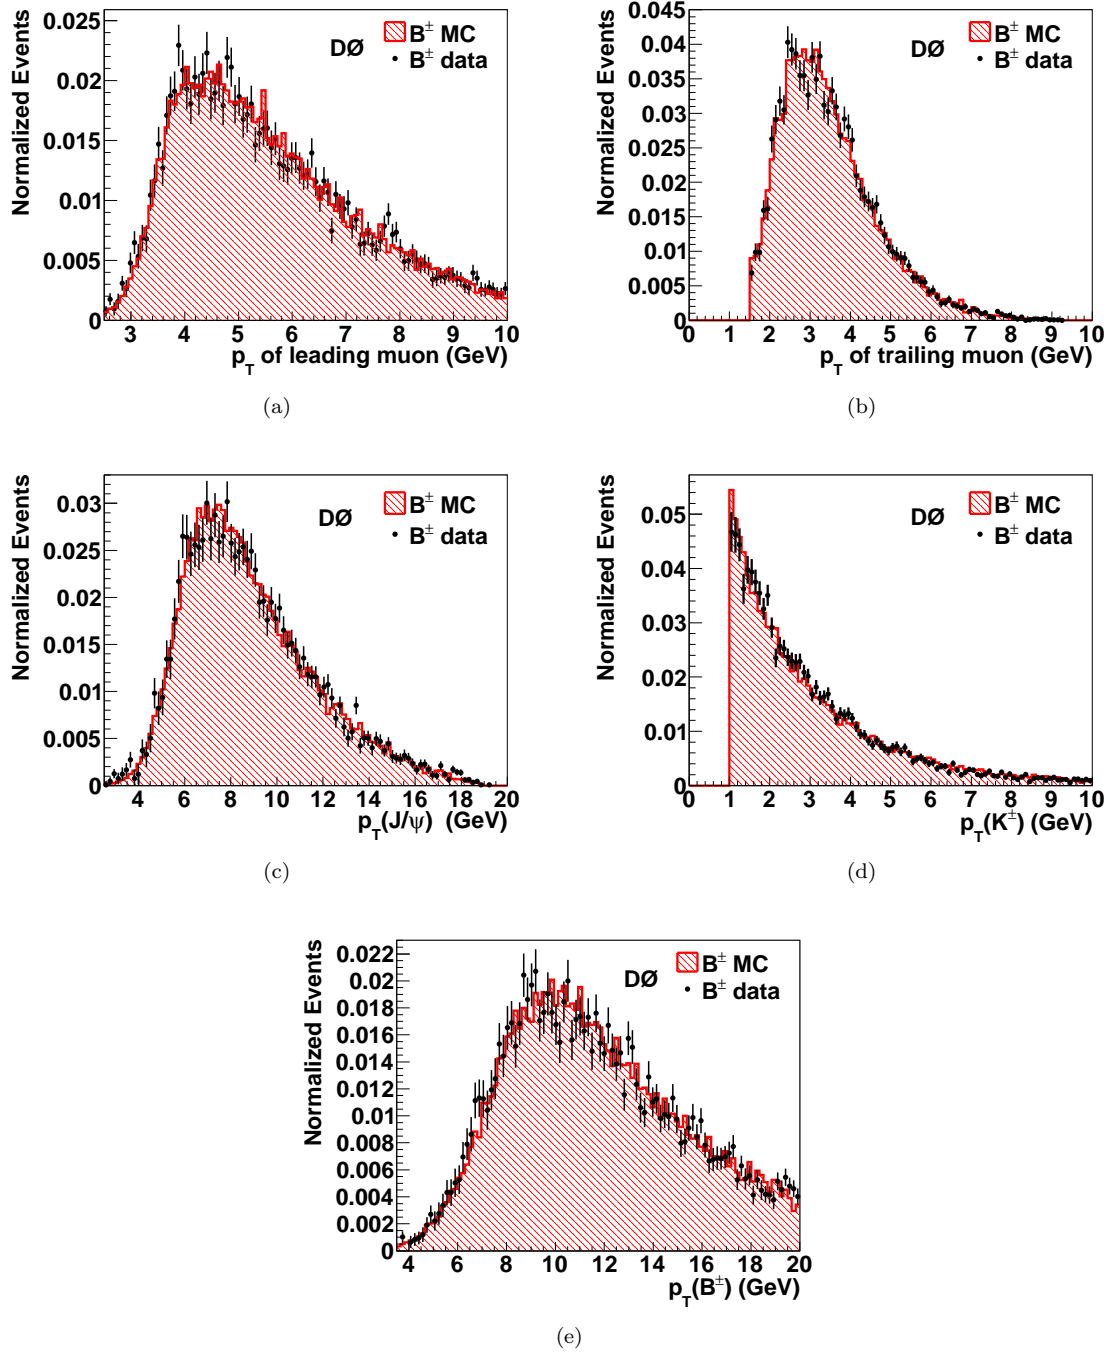 Normalized Events
0.025
0.02
0.015
0.01
0.005
0
DØ
B± MC
B± data
3 4 5 6 7 8 9 10
p_T of leading muon (GeV)
(a)
Normalized Events
0.045
0.04
0.035
0.03
0.025
0.02
0.015
0.01
0.005
0
DØ
B± MC
B± data
0 1 2 3 4 5 6 7 8 9 10
p_T of trailing muon (GeV)
(b)
Normalized Events
0.03
0.025
0.02
0.015
0.01
0.005
0
DØ
B± MC
B± data
4 6 8 10 12 14 16 18 20
p_T(J/ψ) (GeV)
(c)
Normalized Events
0.05
0.04
0.03
0.02
0.01
0
DØ
B± MC
B± data
0 1 2 3 4 5 6 7 8 9 10
p_T(K±) (GeV)
(d)
Normalized Events
0.022
0.02
0.018
0.016
0.014
0.012
0.01
0.008
0.006
0.004
0.002
0
DØ
B± MC
B± data
4 6 8 10 12 14 16 18 20
p_T(B±) (GeV)
(e)